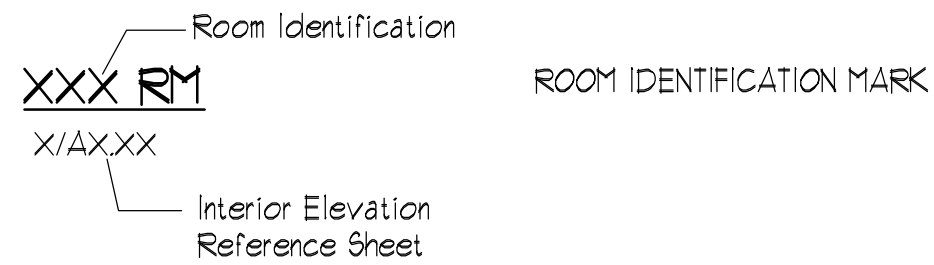 Room Identification
XXX RM
ROOM IDENTIFICATION MARK
X/AX.XX
Interior Elevation
Reference Sheet